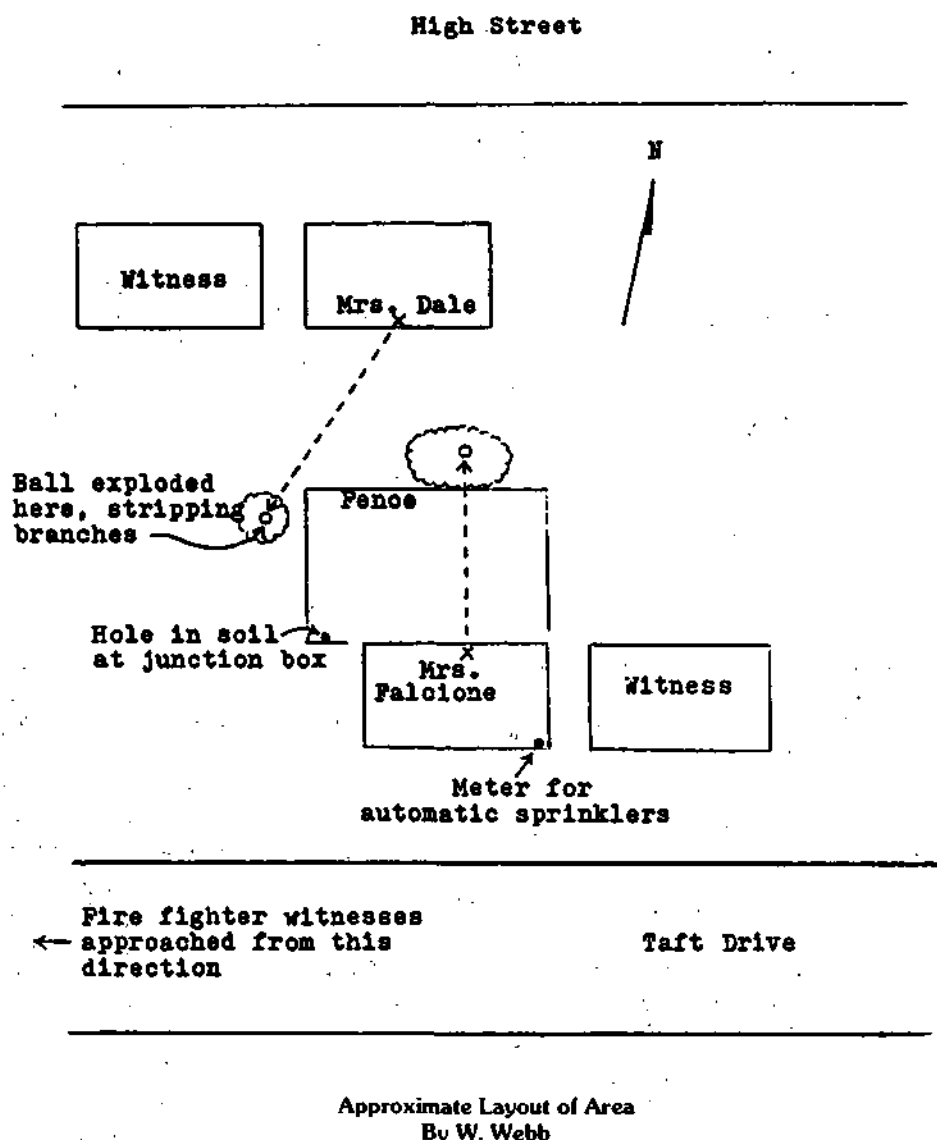 High Street
N
Witness
Mrs. Dale
Ball exploded
here, stripping
branches
Fence
Hole in soil
at junction box
Mrs.
Falcione
Witness
Meter for
automatic sprinklers
Fire fighter witnesses
approached from this
direction
Taft Drive
Approximate Layout of Area
By W. Webb